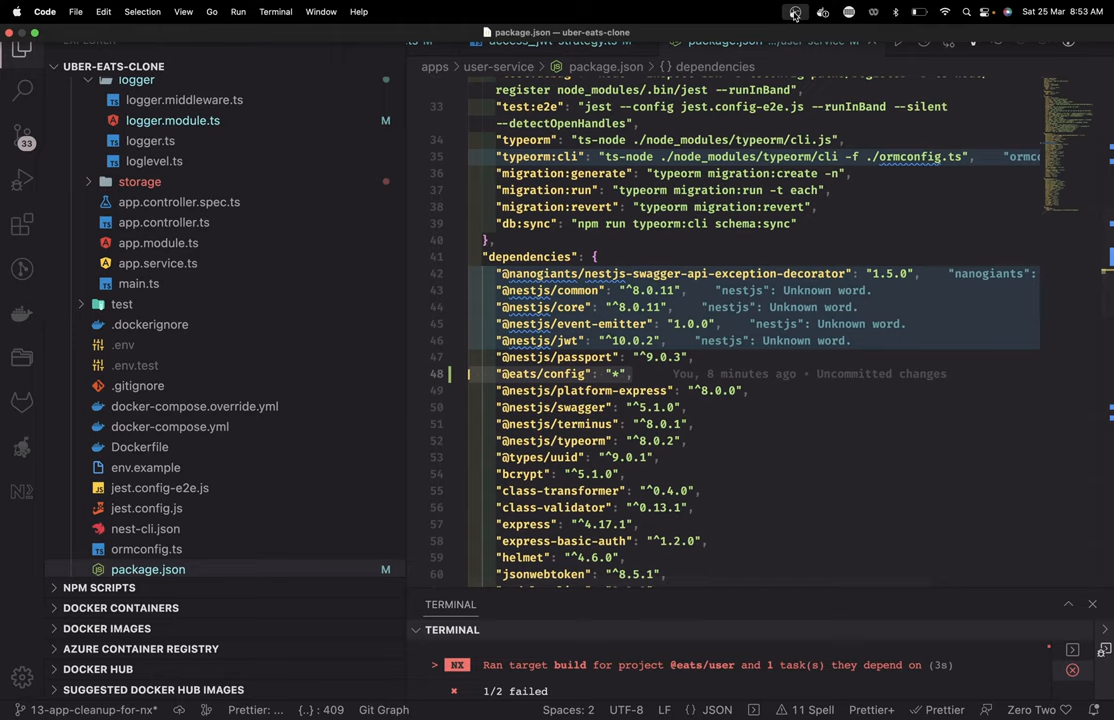 Code File Edit Selection View Go Run Terminal Window Help Sat 25 Mar 8:53 AM
package.json — uber-eats-clone
UBER-EATS-CLONE
logger
logger.middleware.ts
logger.module.ts M
logger.ts
loglevel.ts
storage
app.controller.spec.ts
app.controller.ts
app.module.ts
app.service.ts
main.ts
test
.dockerignore
.env
.env.test
.gitignore
docker-compose.override.yml
docker-compose.yml
Dockerfile
env.example
jest.config-e2e.js
jest.config.js
nest-cli.json
ormconfig.ts
package.json M
NPM SCRIPTS
DOCKER CONTAINERS
DOCKER IMAGES
AZURE CONTAINER REGISTRY
DOCKER HUB
SUGGESTED DOCKER HUB IMAGES
33
apps > user-service > package.json > {} dependencies
register node_modules/.bin/jest --runInBand",
33 "test:e2e": "jest --config jest.config-e2e.js --runInBand --silent
--detectOpenHandles",
34 "typeorm": "ts-node ./node_modules/typeorm/cli.js",
35 "typeorm:cli": "ts-node ./node_modules/typeorm/cli -f ./ormconfig.ts", "ormco
36 "migration:generate": "typeorm migration:create -n",
37 "migration:run": "typeorm migration:run -t each",
38 "migration:revert": "typeorm migration:revert",
39 "db:sync": "npm run typeorm:cli schema:sync"
40 },
41 "dependencies": {
42 "@nanogiants/nestjs-swagger-api-exception-decorator": "1.5.0", "nanogiants":
43 "@nestjs/common": "^8.0.11", "nestjs": Unknown word.
44 "@nestjs/core": "^8.0.11", "nestjs": Unknown word.
45 "@nestjs/event-emitter": "1.0.0", "nestjs": Unknown word.
46 "@nestjs/jwt": "^10.0.2", "nestjs": Unknown word.
47 "@nestjs/passport": "^9.0.3",
48 "@eats/config": "*", You, 8 minutes ago • Uncommitted changes
49 "@nestjs/platform-express": "^8.0.0",
50 "@nestjs/swagger": "^5.1.0",
51 "@nestjs/terminus": "^8.0.1",
52 "@nestjs/typeorm": "^8.0.2",
53 "@types/uuid": "^9.0.1",
54 "bcrypt": "^5.1.0",
55 "class-transformer": "^0.4.0",
56 "class-validator": "^0.13.1",
57 "express": "^4.17.1",
58 "express-basic-auth": "^1.2.0",
59 "helmet": "^4.6.0",
60 "jsonwebtoken": "^8.5.1",
TERMINAL
TERMINAL
> NX Ran target build for project @eats/user and 1 task(s) they depend on (3s)
✖ 1/2 failed
13-app-cleanup-for-nx* Prettier: ... {..} : 409 Git Graph Spaces: 2 UTF-8 LF {} JSON 11 Spell Prettier+ Prettier Zero Two